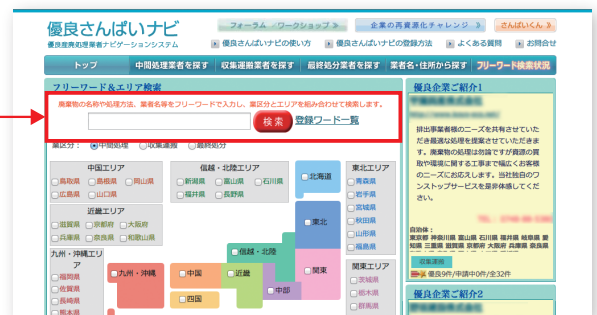 優良さんぱいナビ
優良産廃処理業者ナビゲーションシステム
フォーラム／ワークショップ
企業の再資源化チャレンジ
さんぱいくん
優良さんぱいナビの使い方
優良さんぱいナビの登録方法
よくある質問
お問合せ
トップ
中間処理業者を探す
収集運搬業者を探す
最終処分業者を探す
業者名・住所から探す
フリーワード検索状況
フリーワード＆エリア検索
廃棄物の名称や処理方法、業者名等をフリーワードで入力し、業区分とエリアを組み合わせて検索します。
検索
登録ワード一覧
業区分：
中間処理
収集運搬
最終処分
中国エリア
鳥取県 島根県 岡山県
広島県 山口県
近畿エリア
滋賀県 京都府 大阪府
兵庫県 奈良県 和歌山県
九州・沖縄エリア
福岡県
佐賀県
長崎県
熊本県
信越・北陸エリア
新潟県 富山県 石川県
福井県 長野県
北海道
東北
信越・北陸
九州・沖縄
中国
近畿
関東
中部
四国
東北エリア
青森県
岩手県
宮城県
秋田県
山形県
福島県
関東エリア
茨城県
栃木県
群馬県
優良企業ご紹介1
排出事業者様のニーズを共有させていた
だき最適な処理を提案させていただきま
す。廃棄物の処理は勿論ですが資源の買
取や環境に関する工事まで幅広くお客様
のニーズにお応えします。当社独自のワ
ンストップサービスを是非体感してくだ
さい。
自治体：
東京都 神奈川県 富山県 石川県 福井県 岐阜県 愛
知県 三重県 滋賀県 京都府 大阪府 兵庫県 奈良県
収集運搬
優良9件/申請中0件/全32件
優良企業ご紹介2